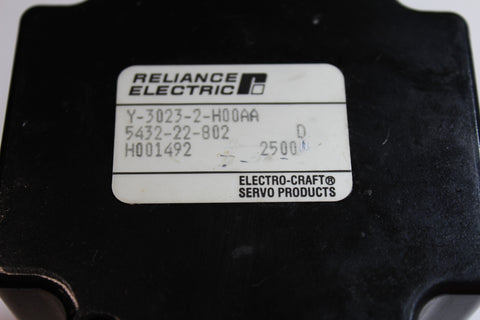 RELIANCE
ELECTRIC
Y-3023-2-H00AA
5432-22-802 D
H001492 2500
ELECTRO-CRAFT®
SERVO PRODUCTS